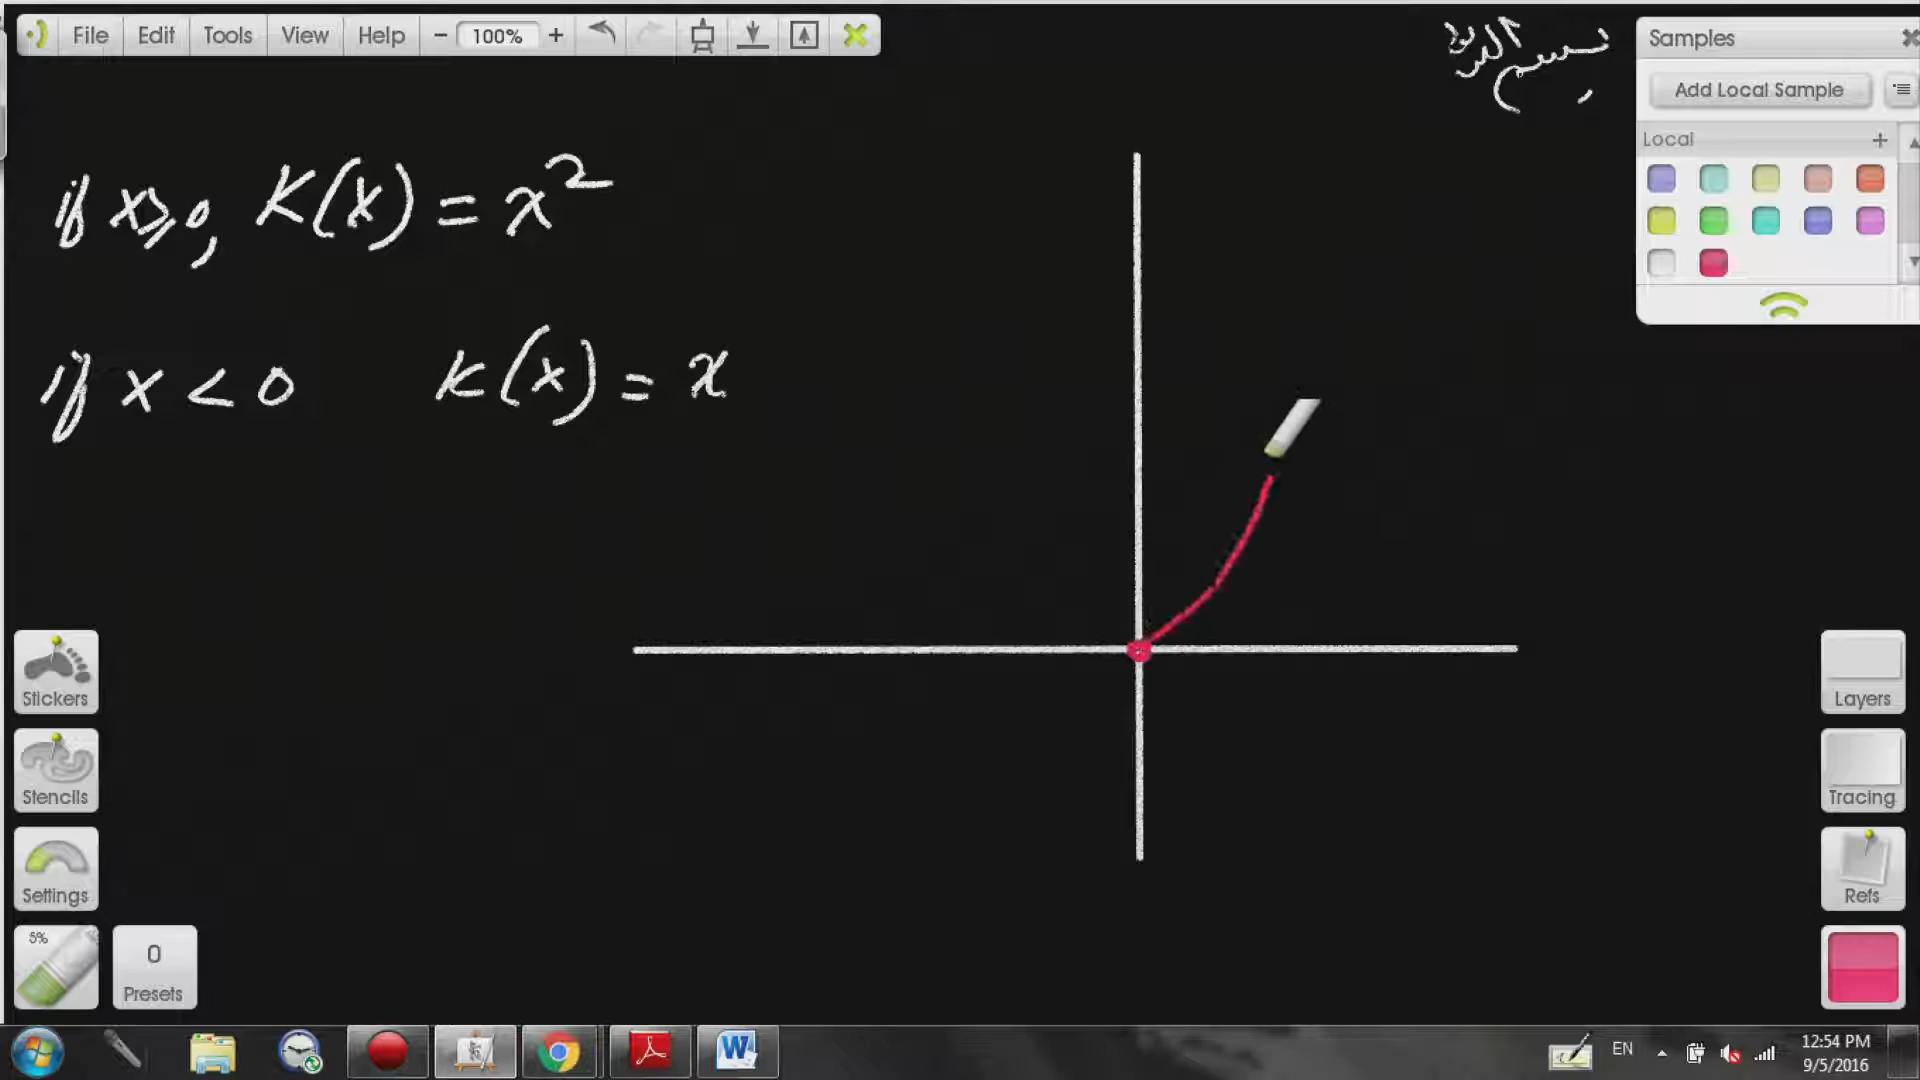 File Edit Tools View Help − 100% +
بسم الله
Samples
Add Local Sample
Local +
if x≥0, K(x) = x²
if x < 0 K(x) = x
Stickers
Stencils
Settings
5%
0
Presets
Layers
Tracing
Refs
EN
12:54 PM
9/5/2016